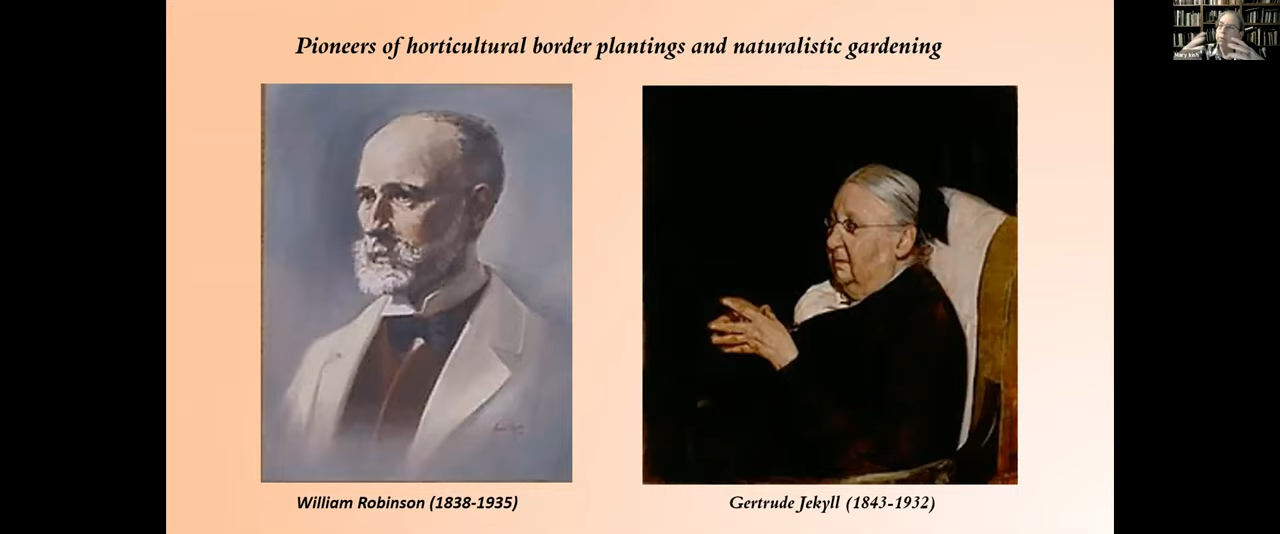 Pioneers of horticultural border plantings and naturalistic gardening
William Robinson (1838-1935)
Gertrude Jekyll (1843-1932)